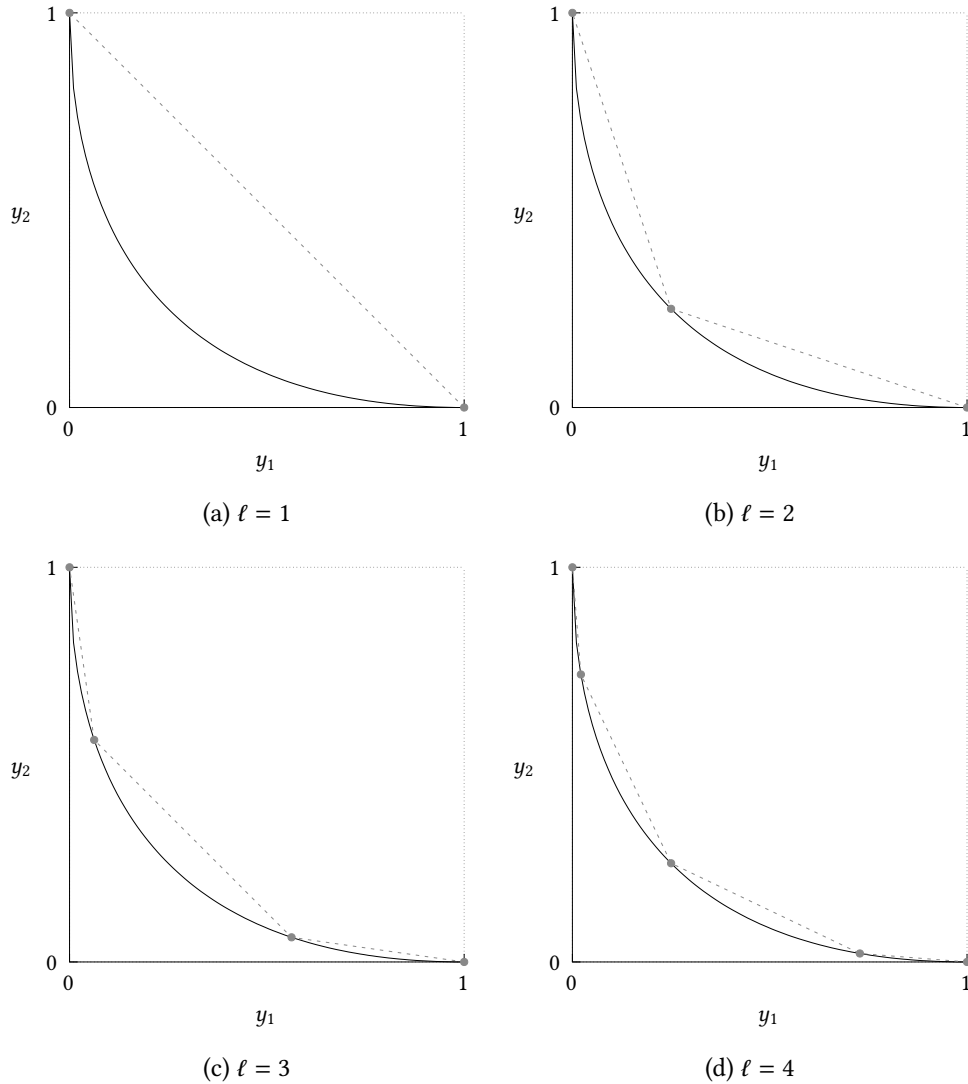 1
1
y₂
y₂
0
0
0
1
0
1
y₁
y₁
(a) ℓ = 1
(b) ℓ = 2
1
1
y₂
y₂
0
0
0
1
0
1
y₁
y₁
(c) ℓ = 3
(d) ℓ = 4